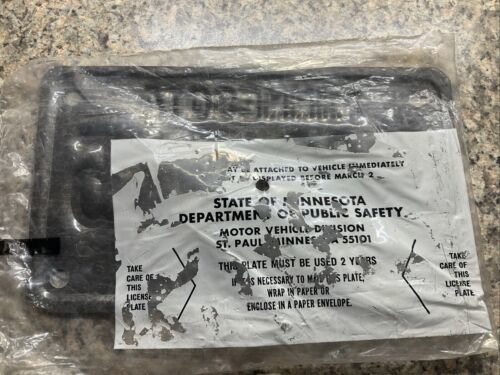 BE ATTACHED TO VEHICLE IMMEDIATELY
DISPLAYED BEFORE MARCH 2
STATE OF MINNESOTA
DEPARTMENT OF PUBLIC SAFETY
MOTOR VEHICLE DIVISION
ST. PAUL, MINNESOTA 55101
THIS PLATE MUST BE USED 2 YEARS
IF IT IS NECESSARY TO MAIL THIS PLATE,
WRAP IN PAPER OR
ENCLOSE IN A PAPER ENVELOPE.
TAKE
CARE OF
THIS
LICENSE
PLATE
TAKE
CARE OF
THIS
LICENSE
PLATE